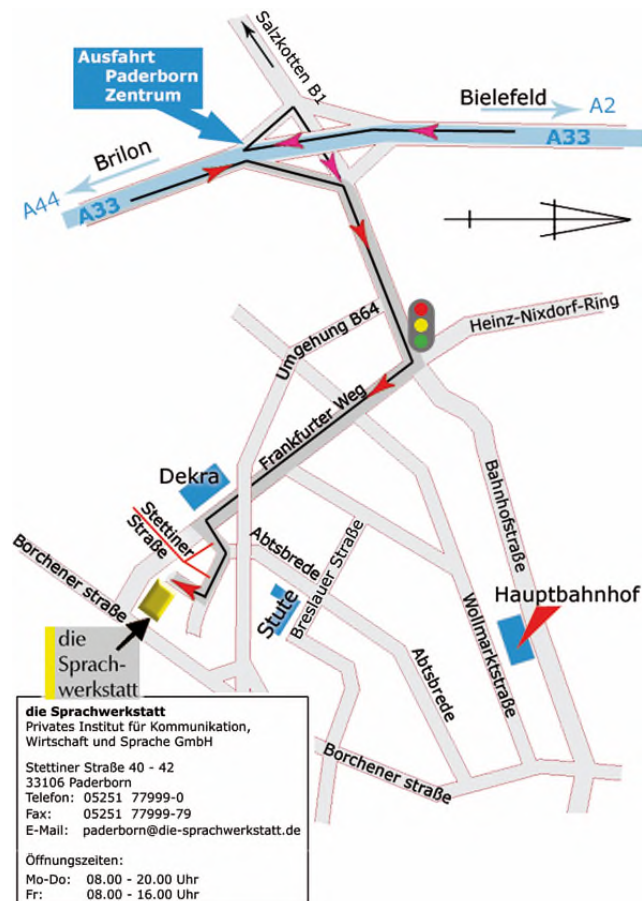 Salzkotten B1
Ausfahrt
Paderborn
Zentrum
Bielefeld
A2
A33
Brilon
A44
A33
Umgehung B64
Heinz-Nixdorf-Ring
Frankfurter Weg
Dekra
Bahnhofstraße
Stettiner
Straße
Abtsbrede
Borchener straße
Stute
Breslauer Straße
Hauptbahnhof
Wollmarktstraße
die
Sprach-
werkstatt
Abtsbrede
Borchener straße
die Sprachwerkstatt
Privates Institut für Kommunikation,
Wirtschaft und Sprache GmbH
Stettiner Straße 40 - 42
33106 Paderborn
Telefon: 05251 77999-0
Fax: 05251 77999-79
E-Mail: paderborn@die-sprachwerkstatt.de
Öffnungszeiten:
Mo-Do: 08.00 - 20.00 Uhr
Fr: 08.00 - 16.00 Uhr